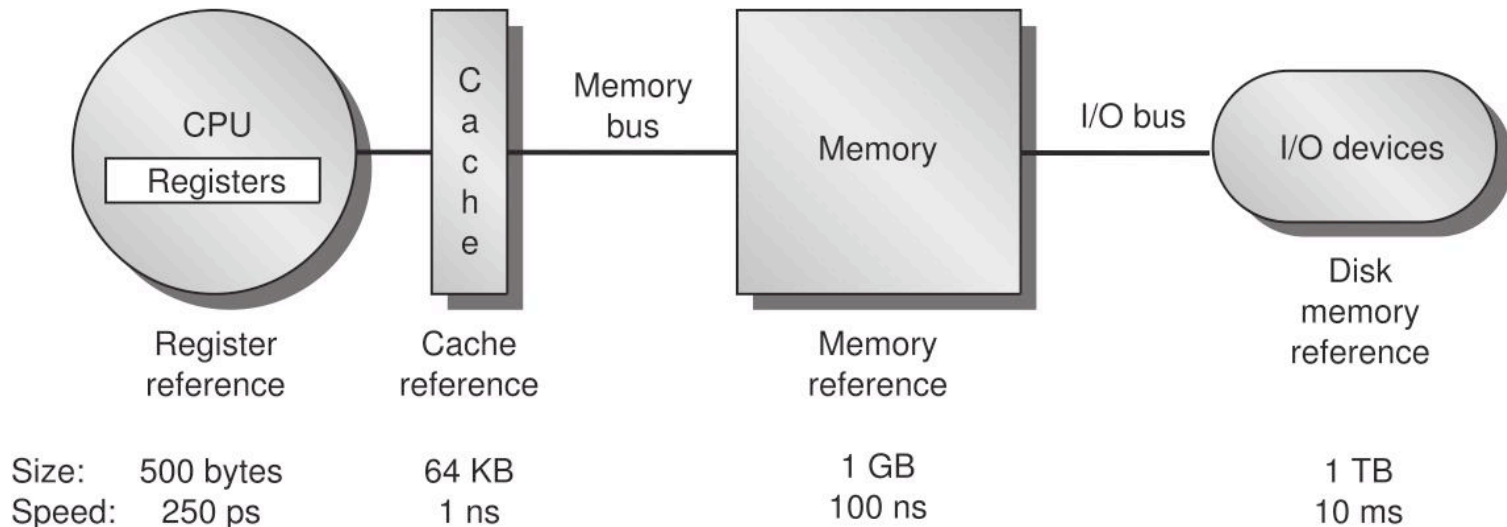 CPU
Registers
Cache
Memory
bus
Memory
I/O bus
I/O devices
Register
reference
Cache
reference
Memory
reference
Disk
memory
reference
Size: 500 bytes 64 KB 1 GB 1 TB
Speed: 250 ps 1 ns 100 ns 10 ms